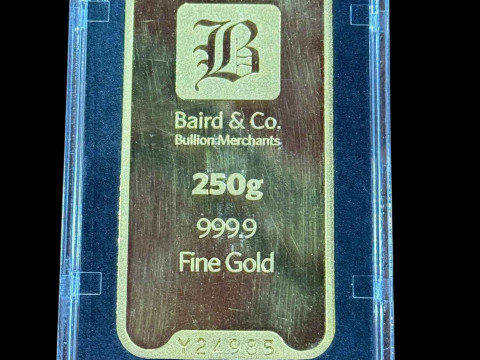 B
Baird & Co.
Bullion Merchants
250g
999.9
Fine Gold
Y24985